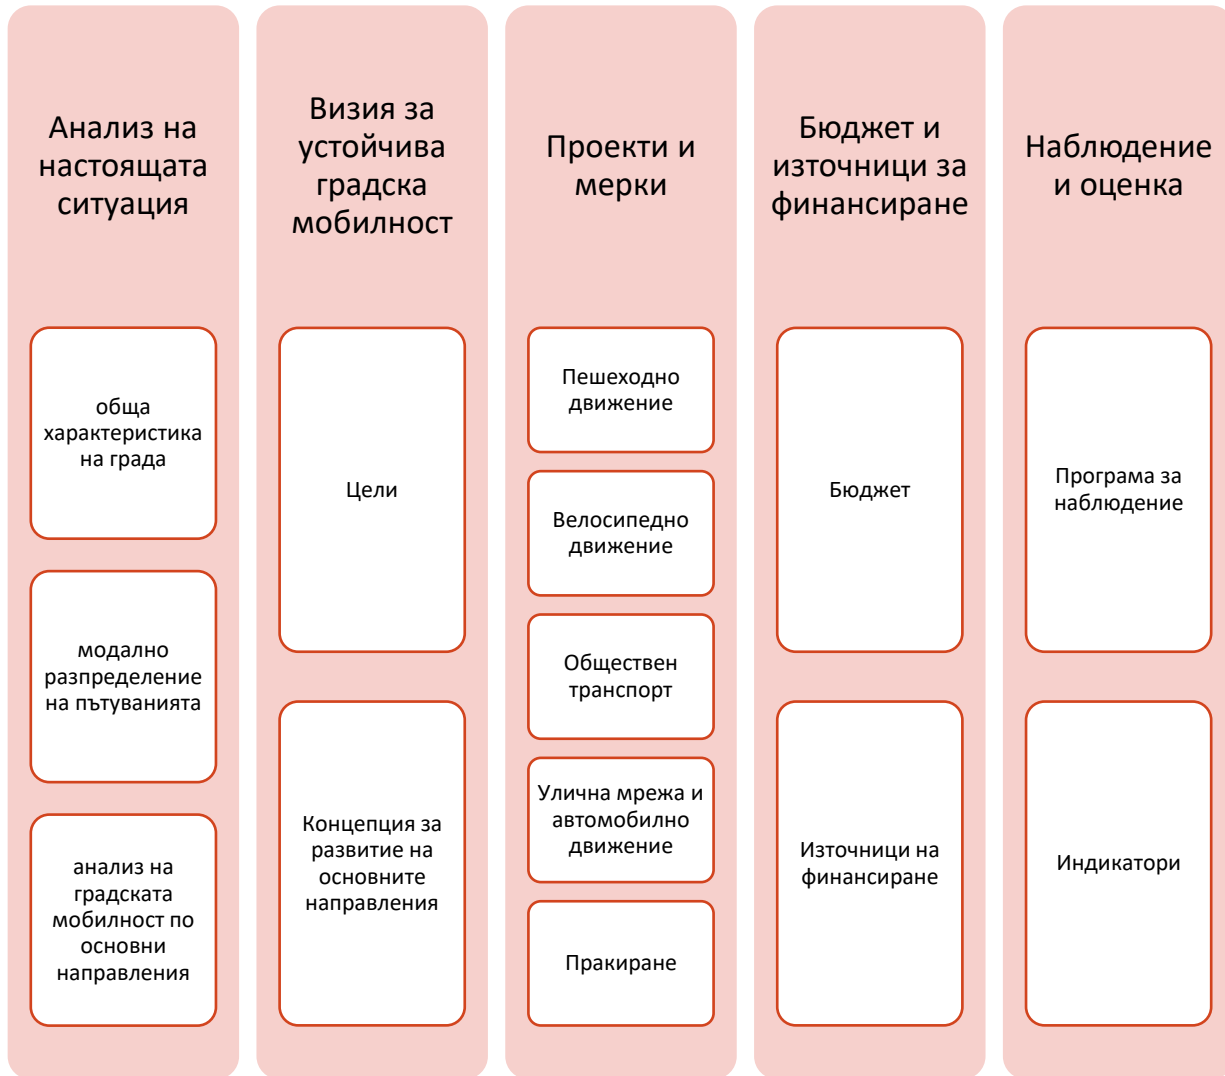 Анализ на
настоящата
ситуация
обща
характеристика
на града
модално
разпределение
на пътуванията
анализ на
градската
мобилност по
основни
направления
Визия за
устойчива
градска
мобилност
Цели
Концепция за
развитие на
основните
направления
Проекти и
мерки
Пешеходно
движение
Велосипедно
движение
Обществен
транспорт
Улична мрежа и
автомобилно
движение
Пракиране
Бюджет и
източници за
финансиране
Бюджет
Източници на
финансиране
Наблюдение
и оценка
Програма за
наблюдение
Индикатори